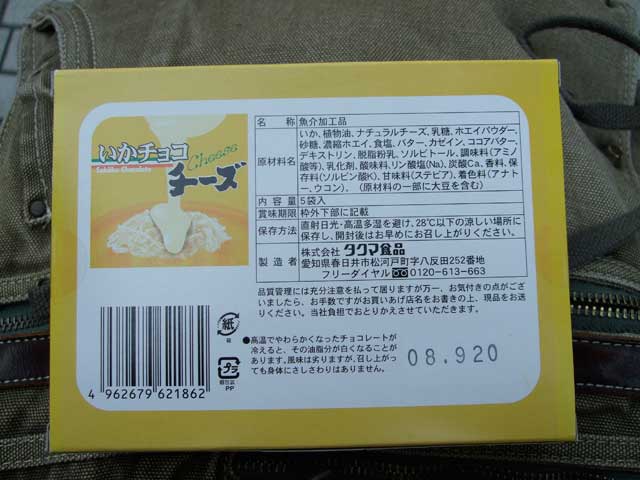 いかチョコ
Cheese
チーズ
名 称 魚介加工品
原材料名 いか、植物油、ナチュラルチーズ、乳糖、ホエイパウダー、
砂糖、濃縮ホエイ、食塩、バター、カゼイン、ココアバター、
デキストリン、脱脂粉乳、ソルビトール、調味料(アミノ
酸等)、乳化剤、酸味料、リン酸塩(Na)、炭酸Ca、香料、保
存料(ソルビン酸K)、甘味料(ステビア)、着色料(アナト
ー、ウコン)、(原材料の一部に大豆を含む)
内 容 量 5袋入
賞味期限 枠外下部に記載
保存方法 直射日光・高温多湿を避け、28℃以下の涼しい場所に
保存し、開封後はお早めにお召し上がりください。
製 造 者 株式会社 タクマ食品
愛知県春日井市松河戸町字八反田252番地
フリーダイヤル 0120-613-663
品質管理には充分注意を払って居りますが万一、お気付きの点がござ
いましたら、お手数ですがお買いあげ店名をお書きの上、現品をお送
りください。当社負担でおとりかえさせていただきます。
紙
箱
プラ
個包装
PP
●高温でやわらかくなったチョコレートが
冷えると、その油脂分が白くなることが
あります。風味は劣りますが、召し上がっ
ても身体にさしさわりはありません。
08.920
4 962679 621862